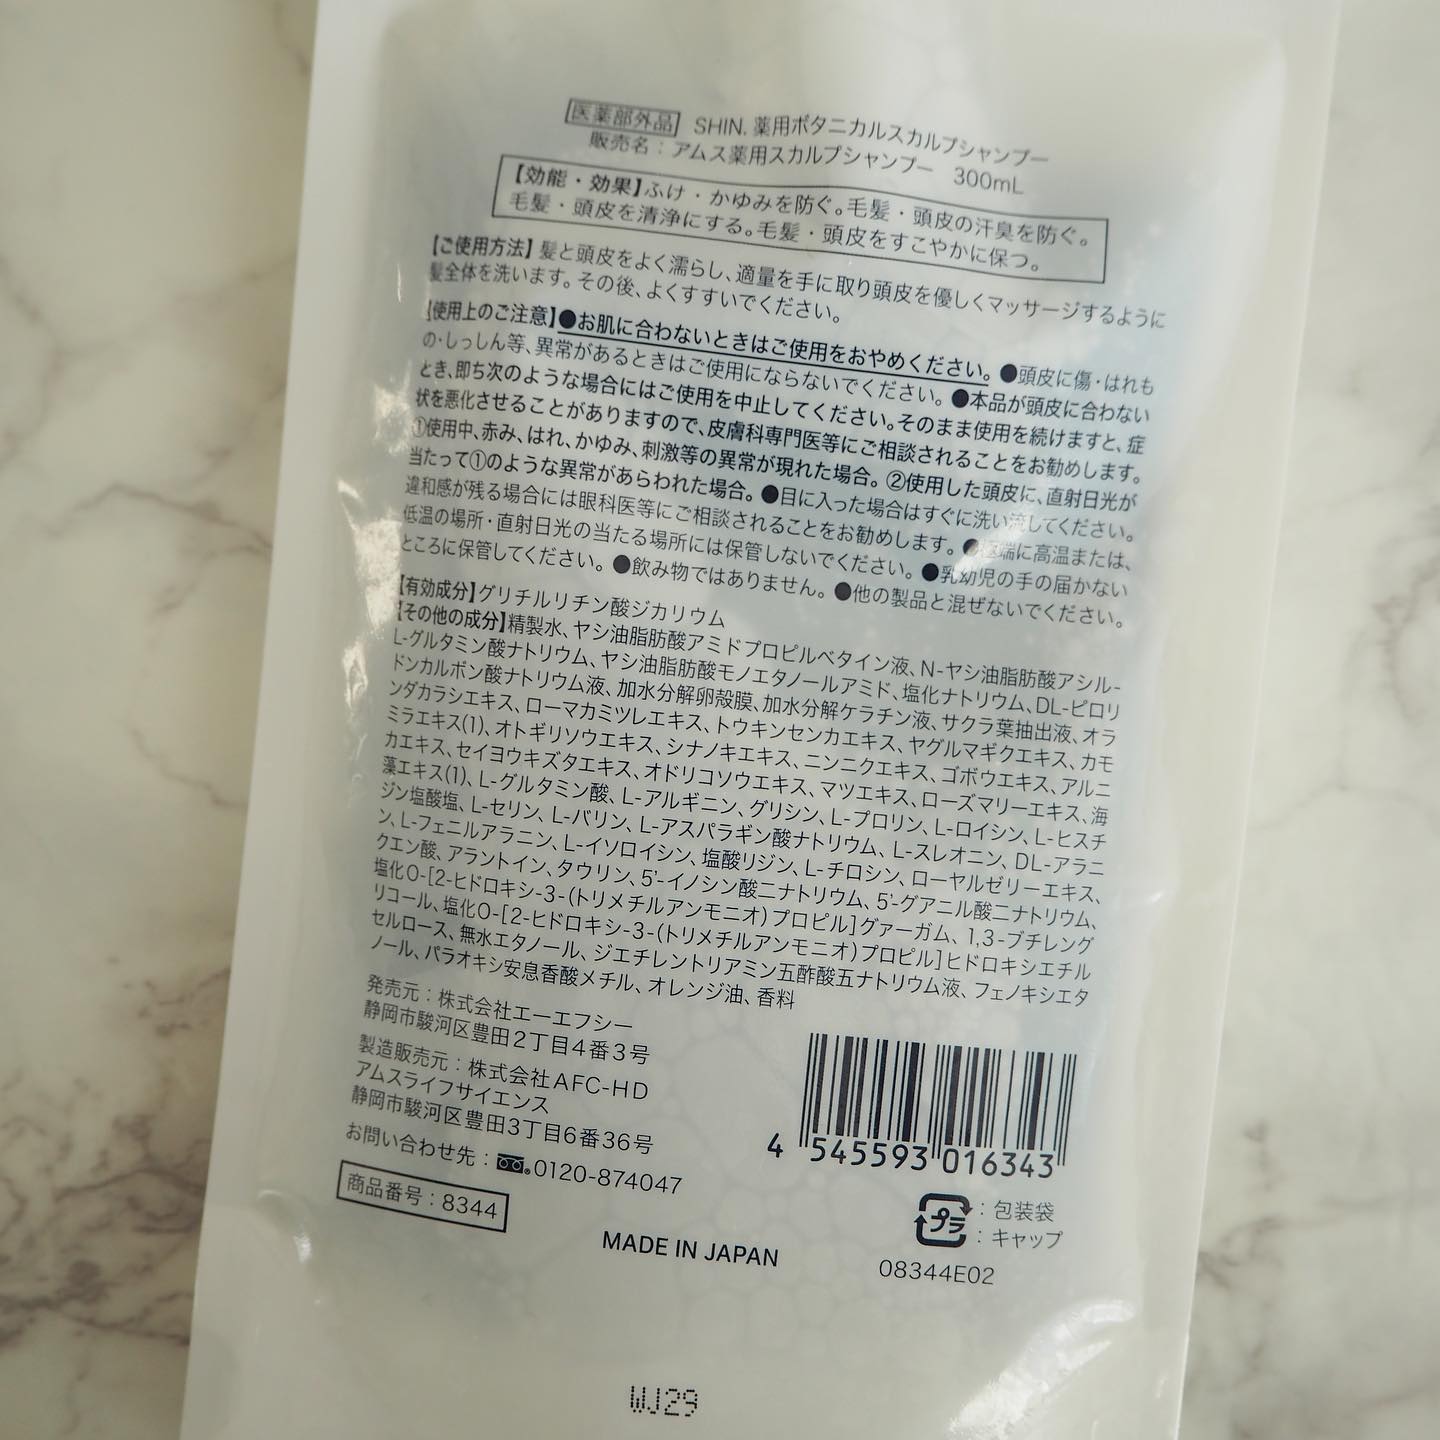 医薬部外品 SHIN. 薬用ボタニカルスカルプシャンプー
販売名：アムス薬用スカルプシャンプー 300mL
【効能・効果】ふけ・かゆみを防ぐ。毛髪・頭皮の汗臭を防ぐ。
毛髪・頭皮を清浄にする。毛髪・頭皮をすこやかに保つ。
【ご使用方法】髪と頭皮をよく濡らし、適量を手に取り頭皮を優しくマッサージするように
髪全体を洗います。その後、よくすすいでください。
【使用上のご注意】●お肌に合わないときはご使用をおやめください。●頭皮に傷・はれも
の・しっしん等、異常があるときはご使用にならないでください。●本品が頭皮に合わない
とき、即ち次のような場合にはご使用を中止してください。そのまま使用を続けますと、症
状を悪化させることがありますので、皮膚科専門医等にご相談されることをお勧めします。
①使用中、赤み、はれ、かゆみ、刺激等の異常が現れた場合。②使用した頭皮に、直射日光が
当たって①のような異常があらわれた場合。●目に入った場合はすぐに洗い流してください。
違和感が残る場合には眼科医等にご相談されることをお勧めします。●極端に高温または、
低温の場所・直射日光の当たる場所には保管しないでください。●乳幼児の手の届かない
ところに保管してください。●飲み物ではありません。●他の製品と混ぜないでください。
【有効成分】グリチルリチン酸ジカリウム
【その他の成分】精製水、ヤシ油脂肪酸アミドプロピルベタイン液、N-ヤシ油脂肪酸アシル-
L-グルタミン酸ナトリウム、ヤシ油脂肪酸モノエタノールアミド、塩化ナトリウム、DL-ピロリ
ドンカルボン酸ナトリウム液、加水分解卵殻膜、加水分解ケラチン液、サクラ葉抽出液、オラ
ンダカラシエキス、ローマカミツレエキス、トウキンセンカエキス、ヤグルマギクエキス、カモ
ミラエキス(1)、オトギリソウエキス、シナノキエキス、ニンニクエキス、ゴボウエキス、アルニ
カエキス、セイヨウキズタエキス、オドリコソウエキス、マツエキス、ローズマリーエキス、海
藻エキス(1)、L-グルタミン酸、L-アルギニン、グリシン、L-プロリン、L-ロイシン、L-ヒスチ
ジン塩酸塩、L-セリン、L-バリン、L-アスパラギン酸ナトリウム、L-スレオニン、DL-アラニ
ン、L-フェニルアラニン、L-イソロイシン、塩酸リジン、L-チロシン、ローヤルゼリーエキス、
クエン酸、アラントイン、タウリン、5'-イノシン酸二ナトリウム、5'-グアニル酸二ナトリウム、
塩化O-[2-ヒドロキシ-3-(トリメチルアンモニオ)プロピル]グァーガム、1,3-ブチレング
リコール、塩化O-[2-ヒドロキシ-3-(トリメチルアンモニオ)プロピル]ヒドロキシエチル
セルロース、無水エタノール、ジエチレントリアミン五酢酸五ナトリウム液、フェノキシエタ
ノール、パラオキシ安息香酸メチル、オレンジ油、香料
発売元：株式会社エーエフシー
静岡市駿河区豊田2丁目4番3号
製造販売元：株式会社AFC-HD
アムスライフサイエンス
静岡市駿河区豊田3丁目6番36号
お問い合わせ先：0120-874047
商品番号：8344
4 545593 016343
プラ ：包装袋
：キャップ
MADE IN JAPAN
08344E02
WJ29